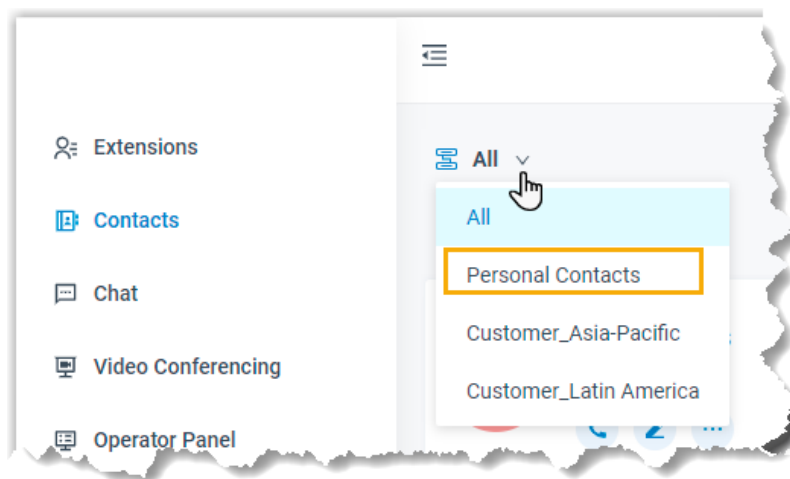 Extensions
Contacts
Chat
Video Conferencing
Operator Panel
All
All
Personal Contacts
Customer_Asia-Pacific
Customer_Latin America